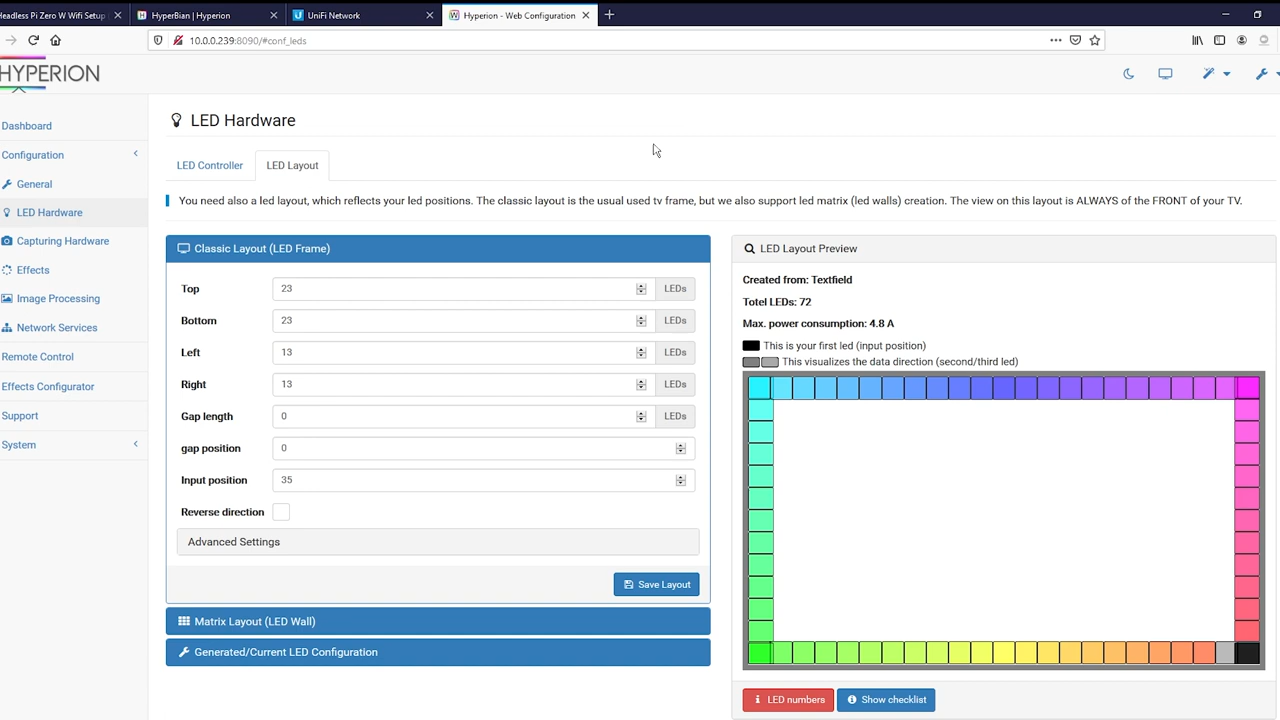 Headless Pi Zero W Wifi Setup
HyperBian | Hyperion
UniFi Network
Hyperion - Web Configuration
10.0.0.239:8090/#conf_leds
HYPERION
Dashboard
Configuration
General
LED Hardware
Capturing Hardware
Effects
Image Processing
Network Services
Remote Control
Effects Configurator
Support
System
LED Hardware
LED Controller
LED Layout
You need also a led layout, which reflects your led positions. The classic layout is the usual used tv frame, but we also support led matrix (led walls) creation. The view on this layout is ALWAYS of the FRONT of your TV.
Classic Layout (LED Frame)
Top 23 LEDs
Bottom 23 LEDs
Left 13 LEDs
Right 13 LEDs
Gap length 0 LEDs
gap position 0
Input position 35
Reverse direction
Advanced Settings
Save Layout
Matrix Layout (LED Wall)
Generated/Current LED Configuration
LED Layout Preview
Created from: Textfield
Totel LEDs: 72
Max. power consumption: 4.8 A
This is your first led (input position)
This visualizes the data direction (second/third led)
LED numbers
Show checklist